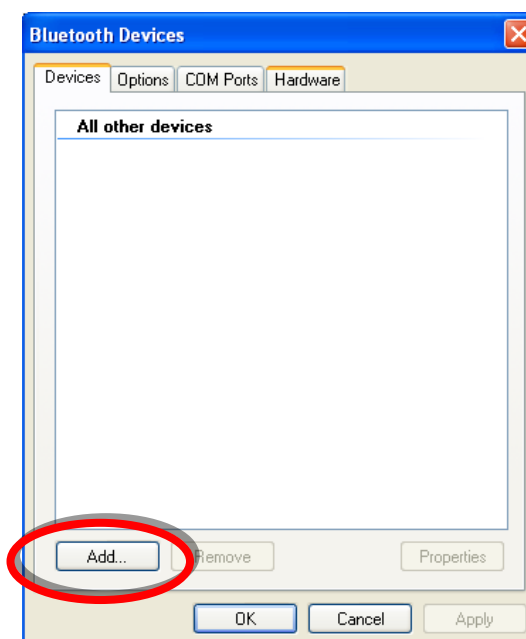 Bluetooth Devices
Devices Options COM Ports Hardware
All other devices
Add... Remove Properties
OK Cancel Apply